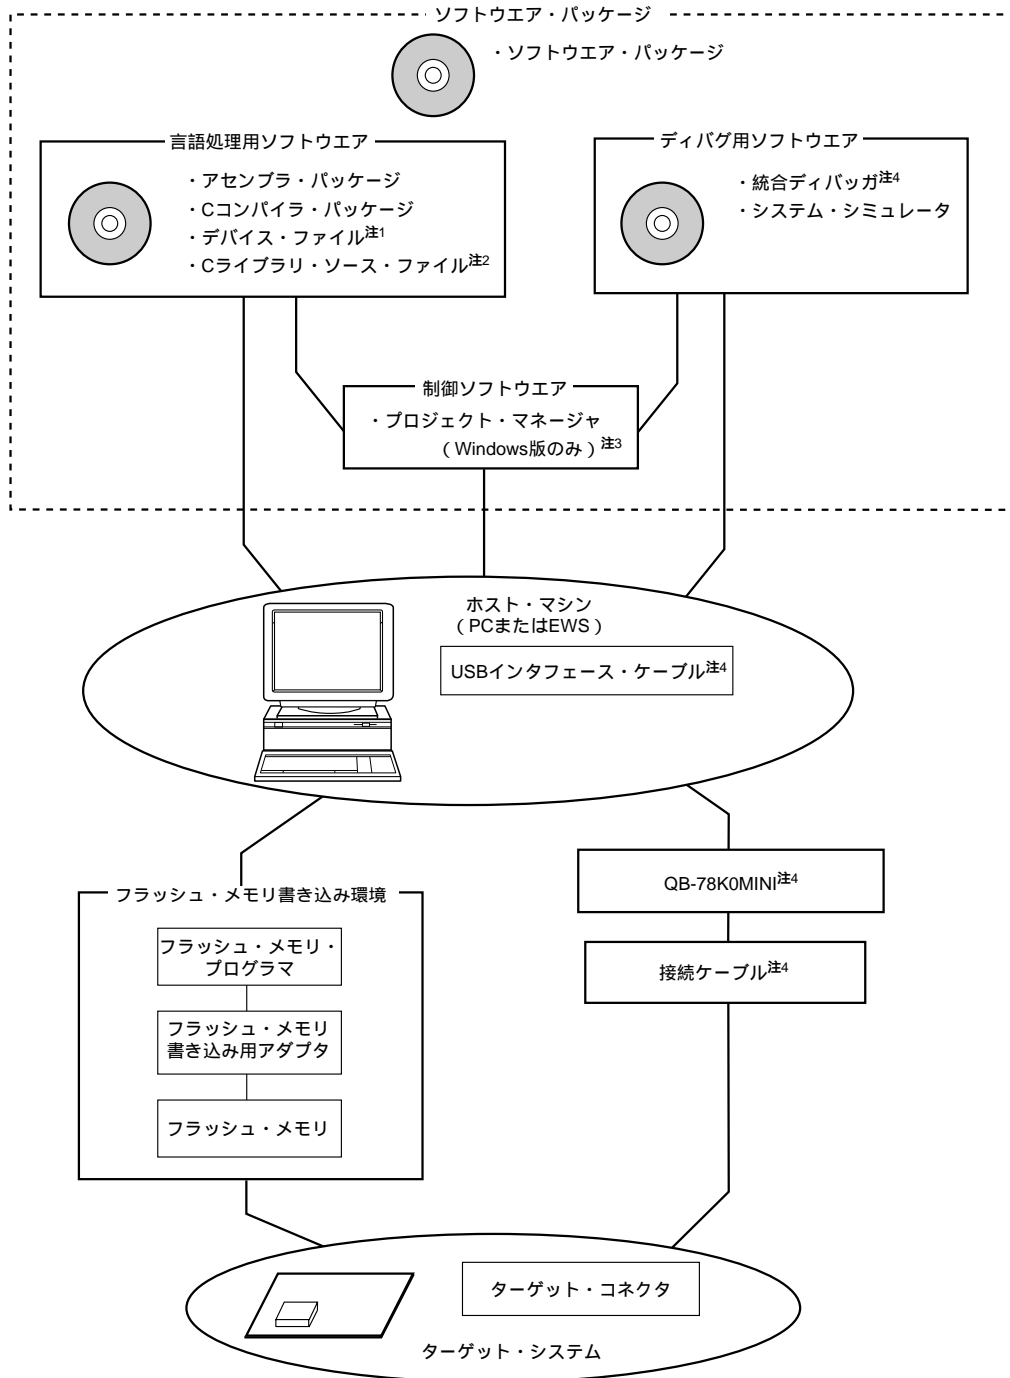 ソフトウエア・パッケージ
・ソフトウエア・パッケージ
言語処理用ソフトウエア
・アセンブラ・パッケージ
・Cコンパイラ・パッケージ
・デバイス・ファイル注1
・Cライブラリ・ソース・ファイル注2
ディバグ用ソフトウエア
・統合ディバッガ注4
・システム・シミュレータ
制御ソフトウエア
・プロジェクト・マネージャ
（Windows版のみ）注3
ホスト・マシン
（PCまたはEWS）
USBインタフェース・ケーブル注4
フラッシュ・メモリ書き込み環境
フラッシュ・メモリ・
プログラマ
フラッシュ・メモリ
書き込み用アダプタ
フラッシュ・メモリ
QB-78K0MINI注4
接続ケーブル注4
ターゲット・コネクタ
ターゲット・システム